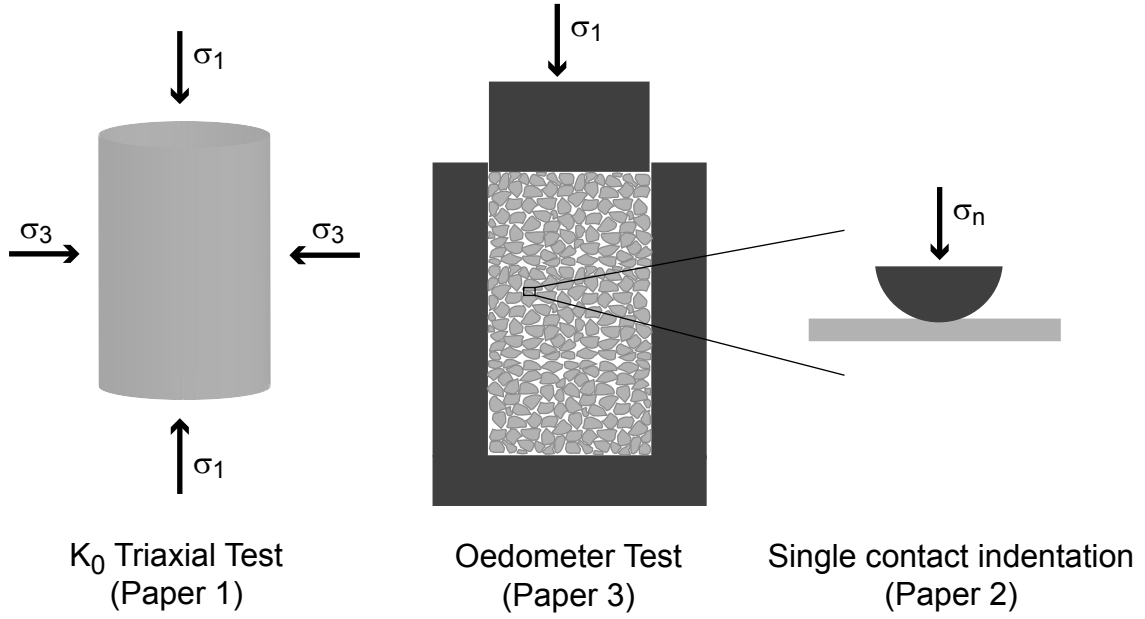 σ1
σ3
σ3
σ1
K0 Triaxial Test
(Paper 1)
σ1
Oedometer Test
(Paper 3)
σn
Single contact indentation
(Paper 2)